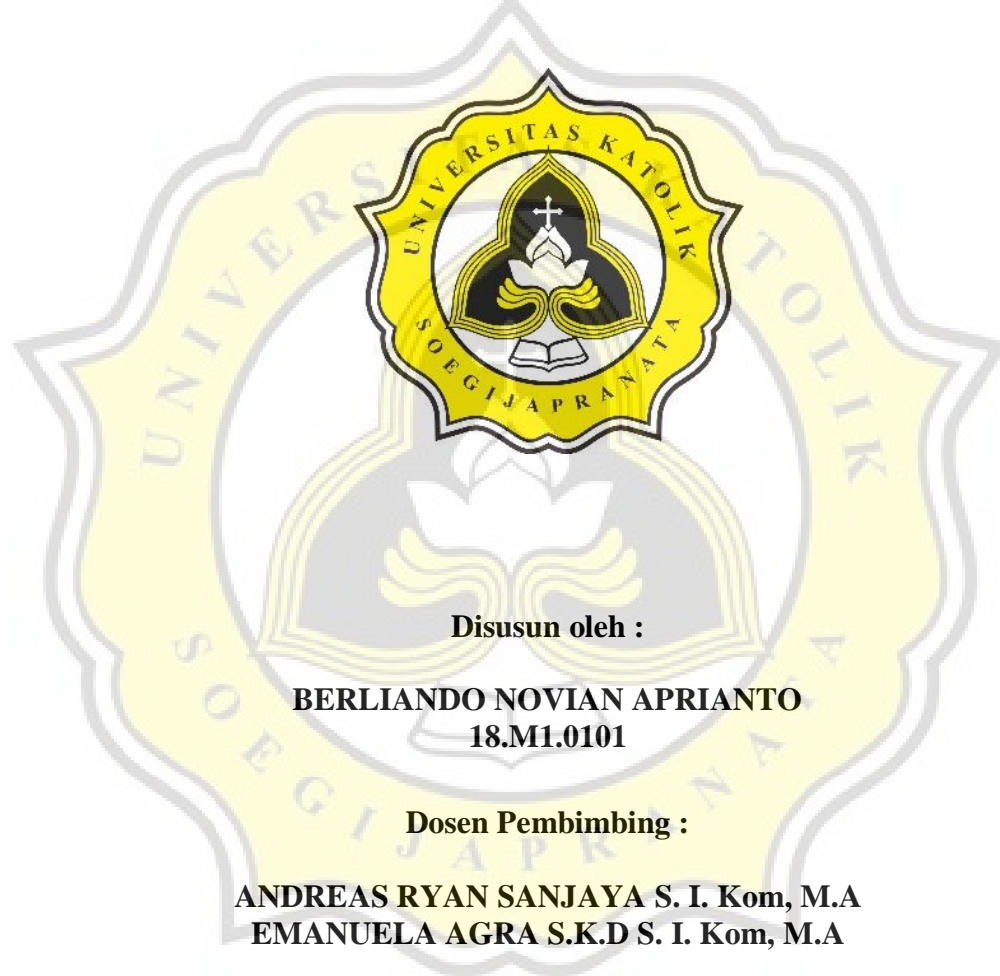 UNIVERSITAS KATOLIK
SOEGIJAPRANATA
Disusun oleh :
BERLIANDO NOVIAN APRIANTO
18.M1.0101
Dosen Pembimbing :
ANDREAS RYAN SANJAYA S. I. Kom, M.A
EMANUELA AGRA S.K.D S. I. Kom, M.A